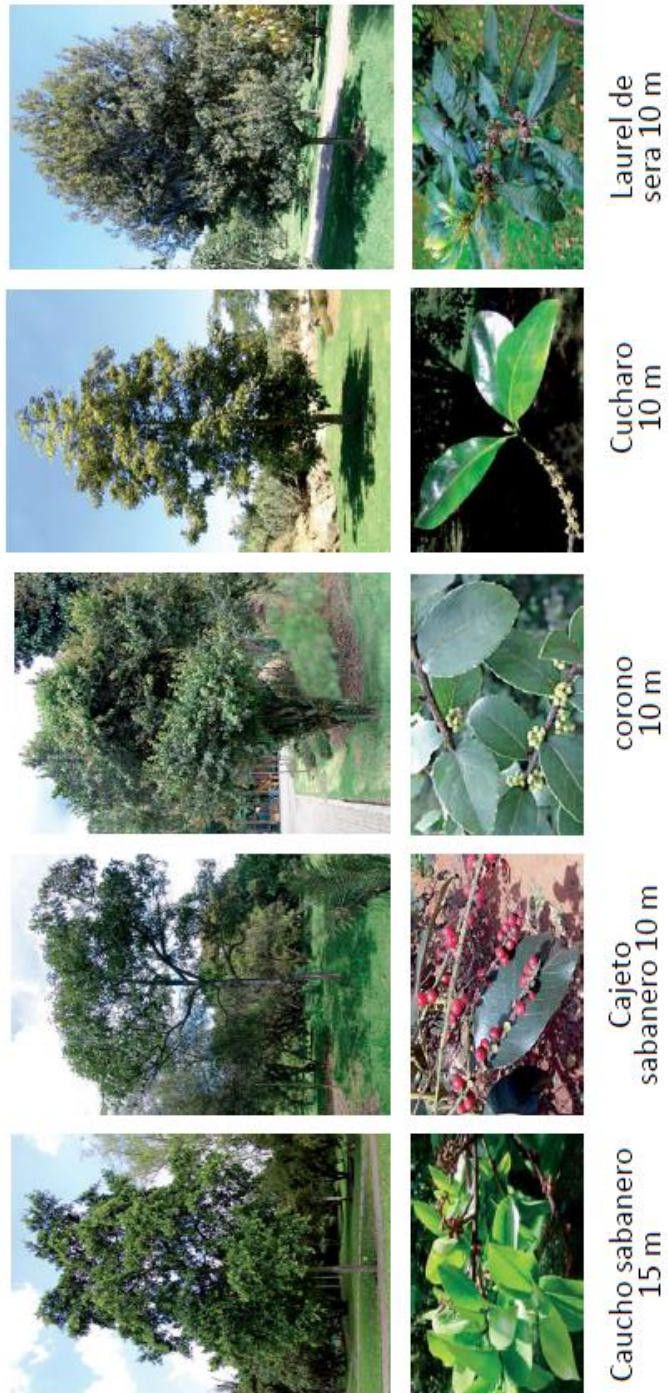 Caucho sabanero
15 m
Cajeto
sabanero 10 m
corono
10 m
Cucharo
10 m
Laurel de
sera 10 m